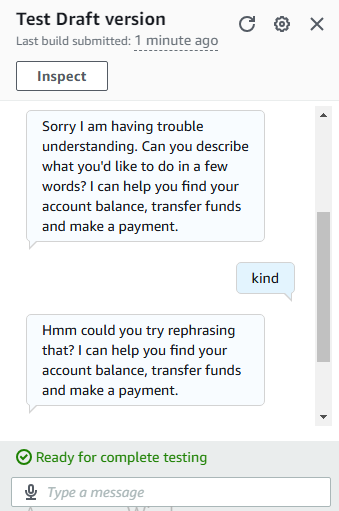 Test Draft version
Last build submitted: 1 minute ago
Inspect
Sorry I am having trouble
understanding. Can you describe
what you'd like to do in a few
words? I can help you find your
account balance, transfer funds
and make a payment.
kind
Hmm could you try rephrasing
that? I can help you find your
account balance, transfer funds
and make a payment.
Ready for complete testing
Type a message